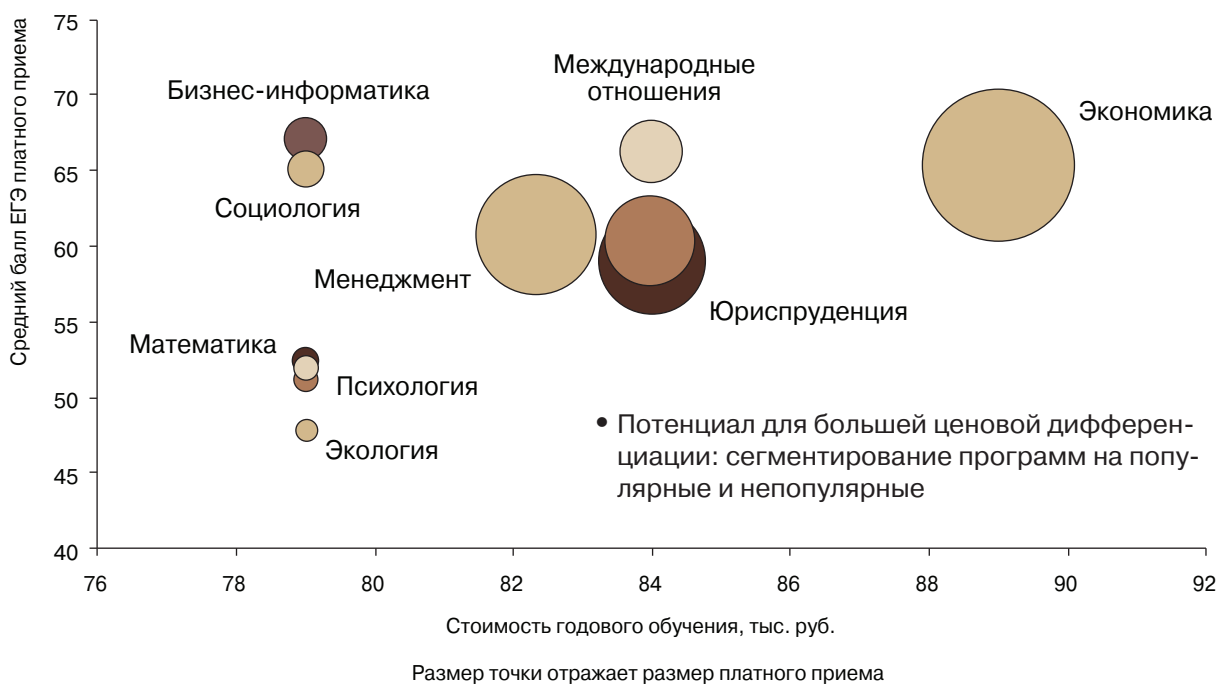 Средний балл ЕГЭ платного приема
75
70
65
60
55
50
45
40
Бизнес-информатика
Социология
Международные
отношения
Экономика
Менеджмент
Юриспруденция
Математика
Психология
Экология
• Потенциал для большей ценовой дифферен-
циации: сегментирование программ на попу-
лярные и непопулярные
76 78 80 82 84 86 88 90 92
Стоимость годового обучения, тыс. руб.
Размер точки отражает размер платного приема